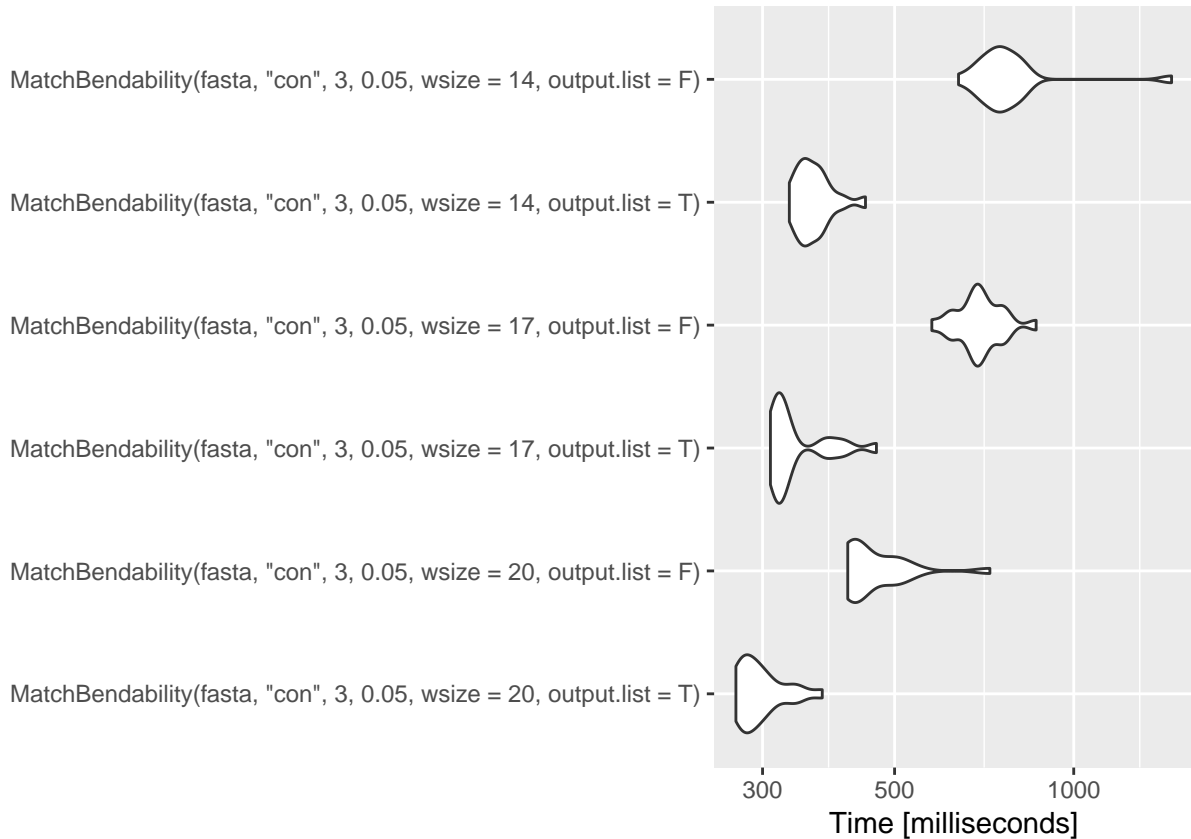 MatchBendability(fasta, "con", 3, 0.05, wsize = 14, output.list = F)
MatchBendability(fasta, "con", 3, 0.05, wsize = 14, output.list = T)
MatchBendability(fasta, "con", 3, 0.05, wsize = 17, output.list = F)
MatchBendability(fasta, "con", 3, 0.05, wsize = 17, output.list = T)
MatchBendability(fasta, "con", 3, 0.05, wsize = 20, output.list = F)
MatchBendability(fasta, "con", 3, 0.05, wsize = 20, output.list = T)
300 500 1000
Time [milliseconds]